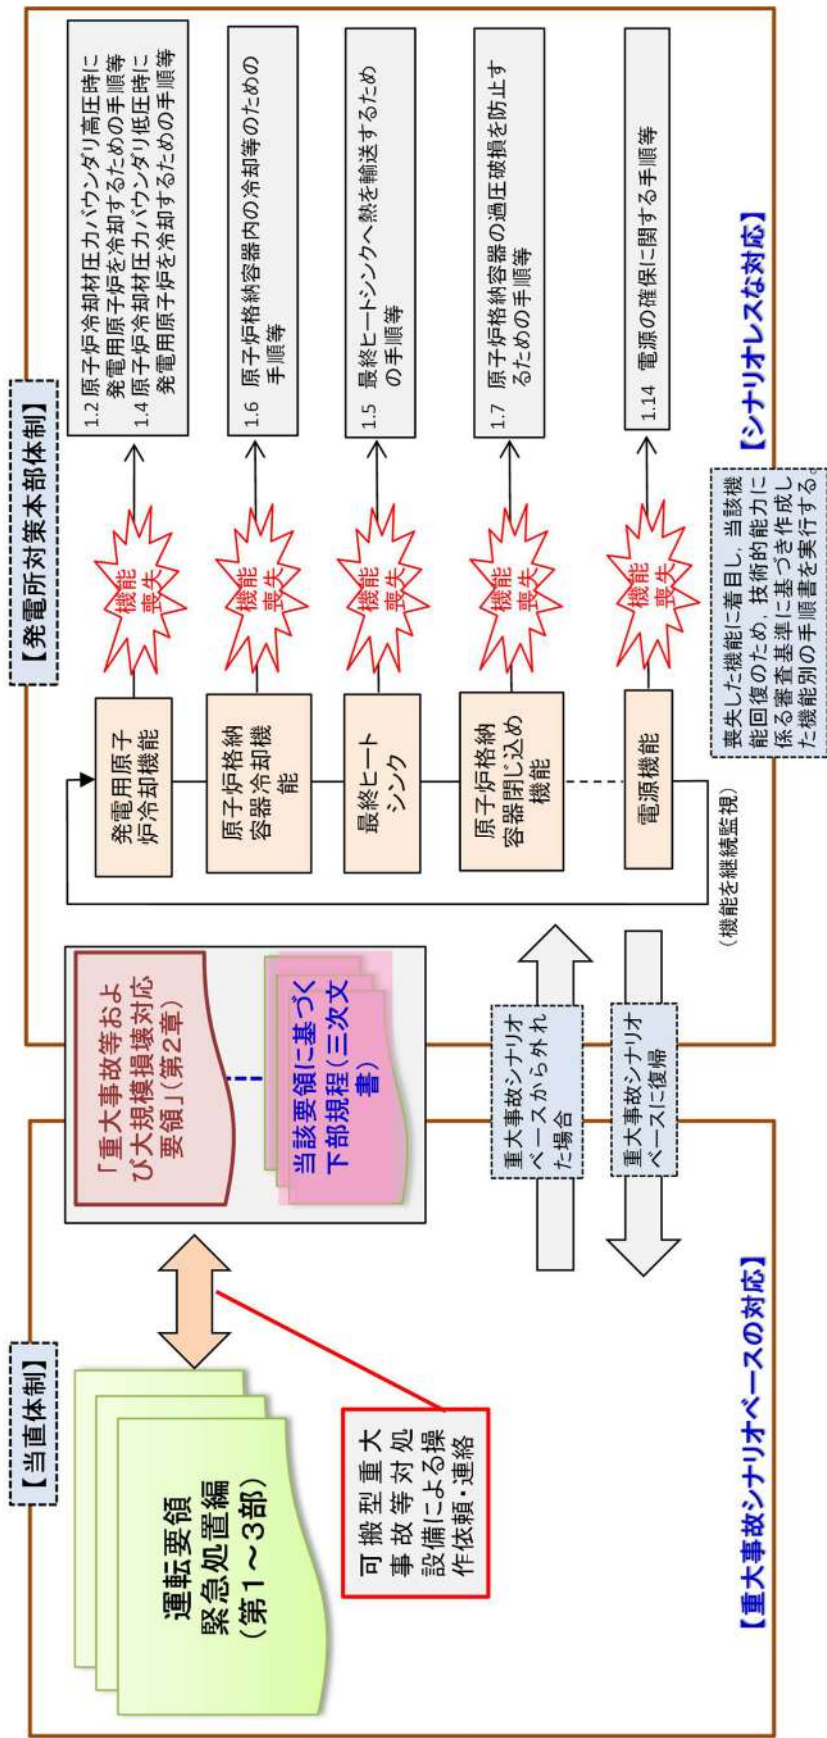 【当直体制】
運転要領
緊急処置編
(第1～3部)
可搬型重大
事故等対処
設備による操
作依頼・連絡
【重大事故シナリオベースの対応】
「重大事故等およ
び大規模損壊対応
要領」(第2章)
当該要領に基づく
下部規程(三次文
書)
重大事故シナリオ
ベースから外れ
た場合
重大事故シナリオ
ベースに復帰
【発電所対策本部体制】
発電用原子
炉冷却機能
機能
喪失
1.2 原子炉冷却材圧力バウンダリ高圧時に
発電用原子炉を冷却するための手順等
1.4 原子炉冷却材圧力バウンダリ低圧時に
発電用原子炉を冷却するための手順等
原子炉格納
容器冷却機
能
機能
喪失
1.6 原子炉格納容器内の冷却等のための
手順等
最終ヒート
シンク
機能
喪失
1.5 最終ヒートシンクへ熱を輸送するため
の手順等
原子炉格納
容器閉じ込め
機能
機能
喪失
1.7 原子炉格納容器の過圧破損を防止す
るための手順等
電源機能
機能
喪失
1.14 電源の確保に関する手順等
(機能を継続監視)
喪失した機能に着目し、当該機
能回復のため、技術的能力に
係る審査基準に基づき作成し
た機能別の手順書を実行する。
【シナリオレスな対応】